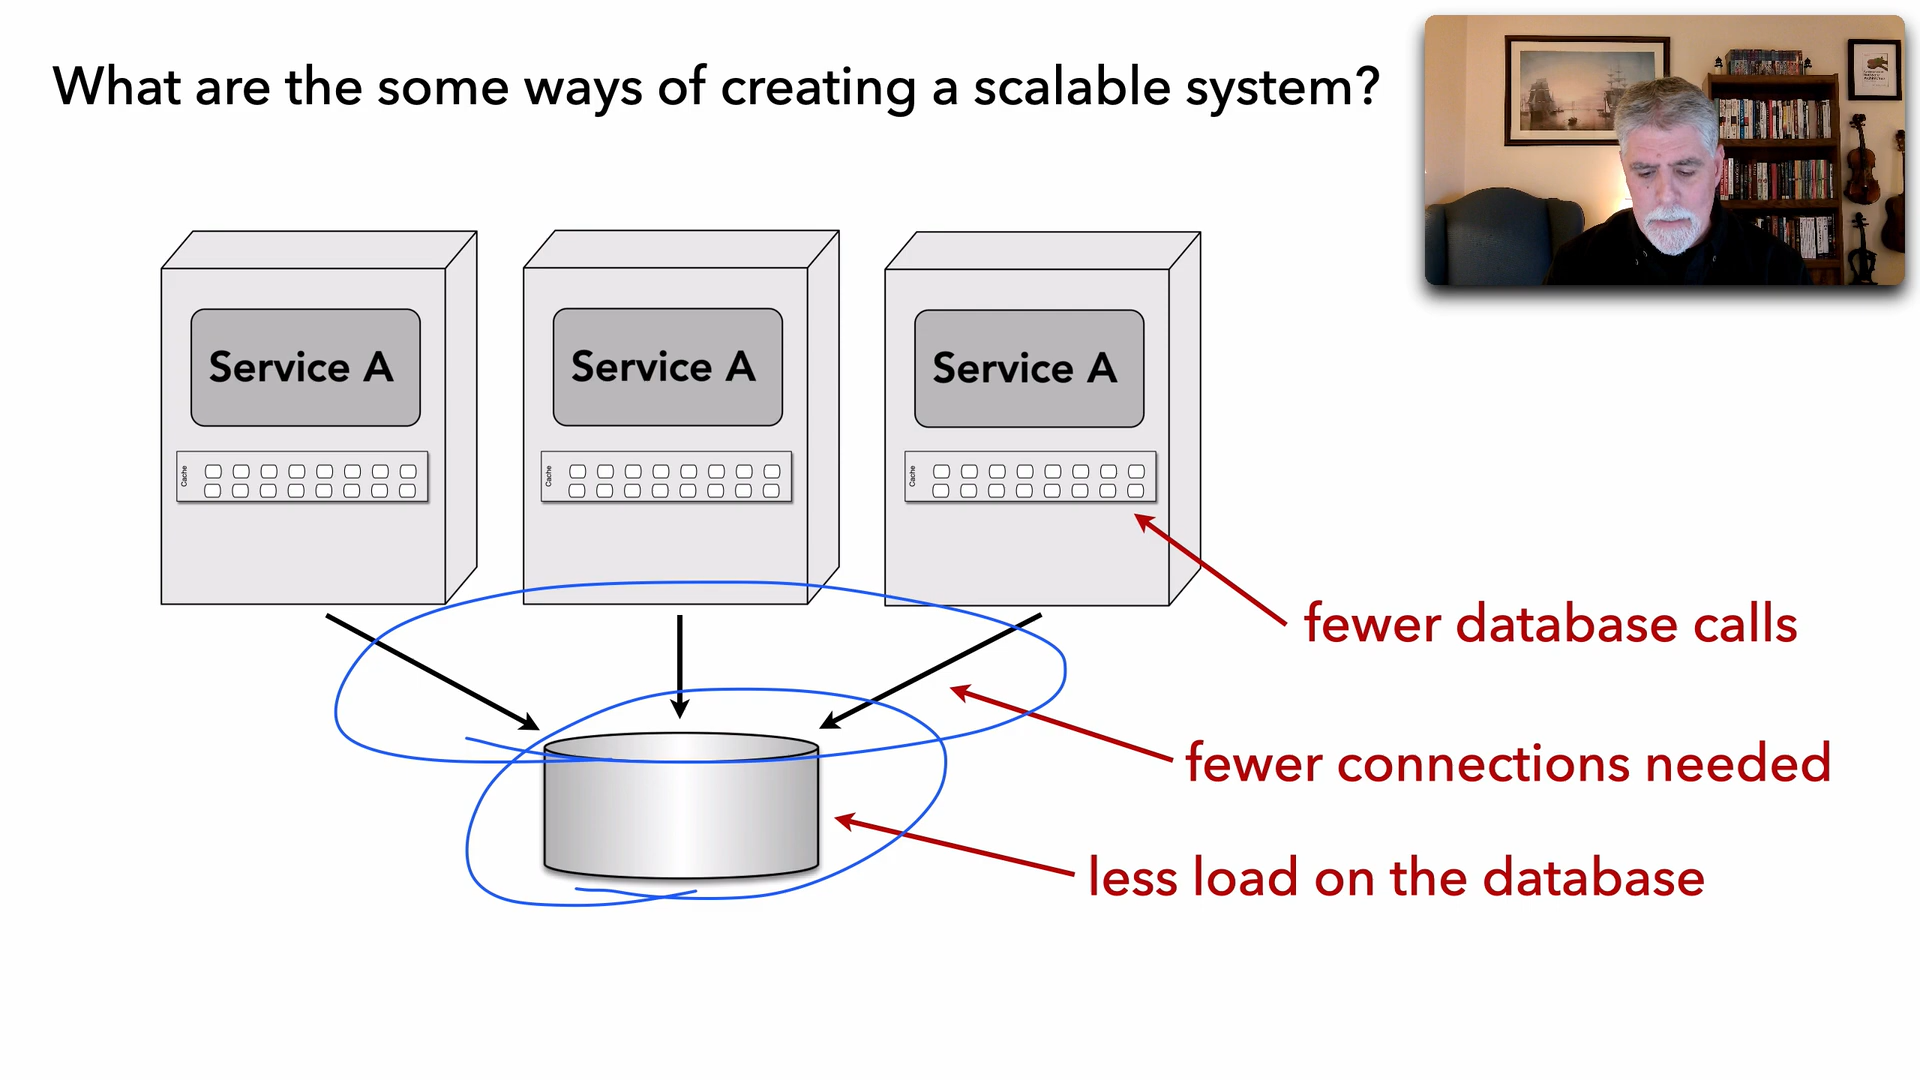 What are the some ways of creating a scalable system?
Service A
Service A
Service A
Cache
Cache
Cache
fewer database calls
fewer connections needed
less load on the database